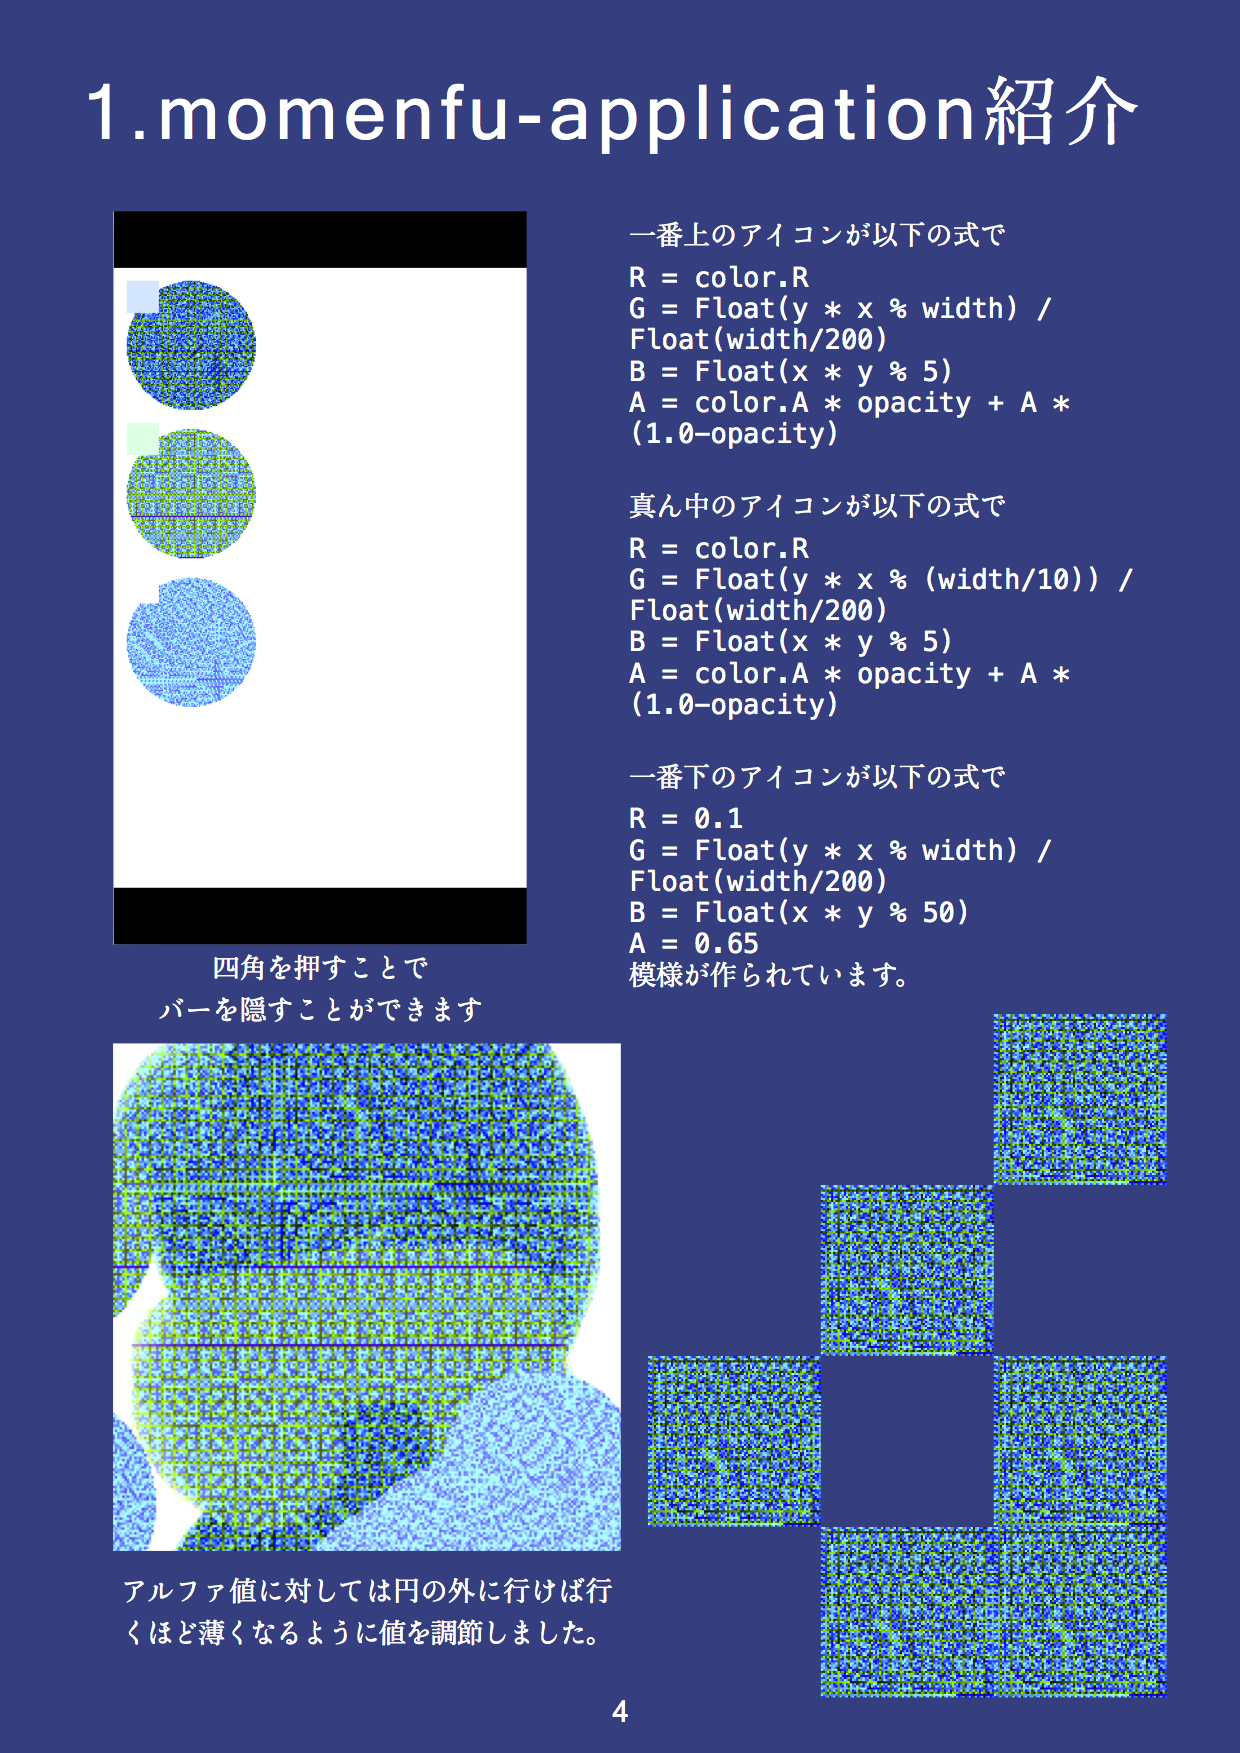 1.momenfu-application紹介
一番上のアイコンが以下の式で
R = color.R
G = Float(y * x % width) /
Float(width/200)
B = Float(x * y % 5)
A = color.A * opacity + A *
(1.0-opacity)
真ん中のアイコンが以下の式で
R = color.R
G = Float(y * x % (width/10)) /
Float(width/200)
B = Float(x * y % 5)
A = color.A * opacity + A *
(1.0-opacity)
一番下のアイコンが以下の式で
R = 0.1
G = Float(y * x % width) /
Float(width/200)
B = Float(x * y % 50)
A = 0.65
模様が作られています。
四角を押すことで
バーを隠すことができます
アルファ値に対しては円の外に行けば行
くほど薄くなるように値を調節しました。
4